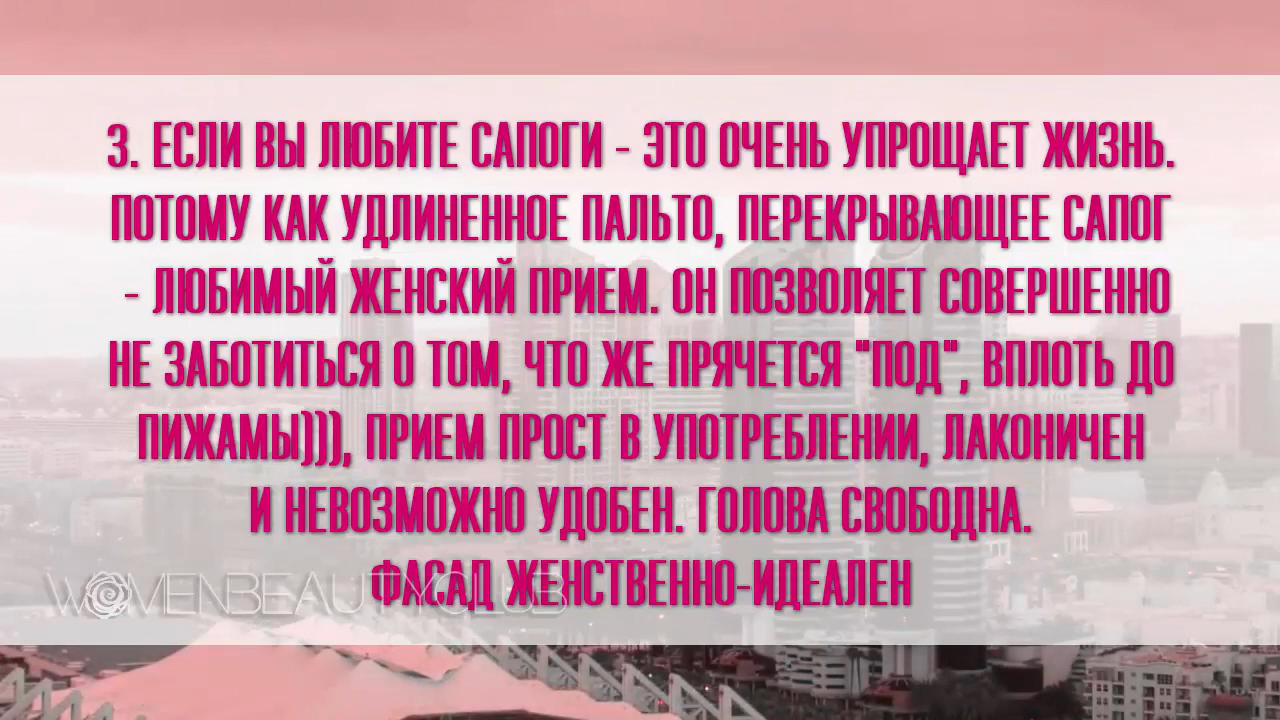 3. ЕСЛИ ВЫ ЛЮБИТЕ САПОГИ - ЭТО ОЧЕНЬ УПРОЩАЕТ ЖИЗНЬ.
ПОТОМУ КАК УДЛИНЕННОЕ ПАЛЬТО, ПЕРЕКРЫВАЮЩЕЕ САПОГ
- ЛЮБИМЫЙ ЖЕНСКИЙ ПРИЕМ. ОН ПОЗВОЛЯЕТ СОВЕРШЕННО
НЕ ЗАБОТИТЬСЯ О ТОМ, ЧТО ЖЕ ПРЯЧЕТСЯ "ПОД", ВПЛОТЬ ДО
ПИЖАМЫ))), ПРИЕМ ПРОСТ В УПОТРЕБЛЕНИИ, ЛАКОНИЧЕН
И НЕВОЗМОЖНО УДОБЕН. ГОЛОВА СВОБОДНА.
ФАСАД ЖЕНСТВЕННО-ИДЕАЛЕН
WOMENBEAUTYCLUB